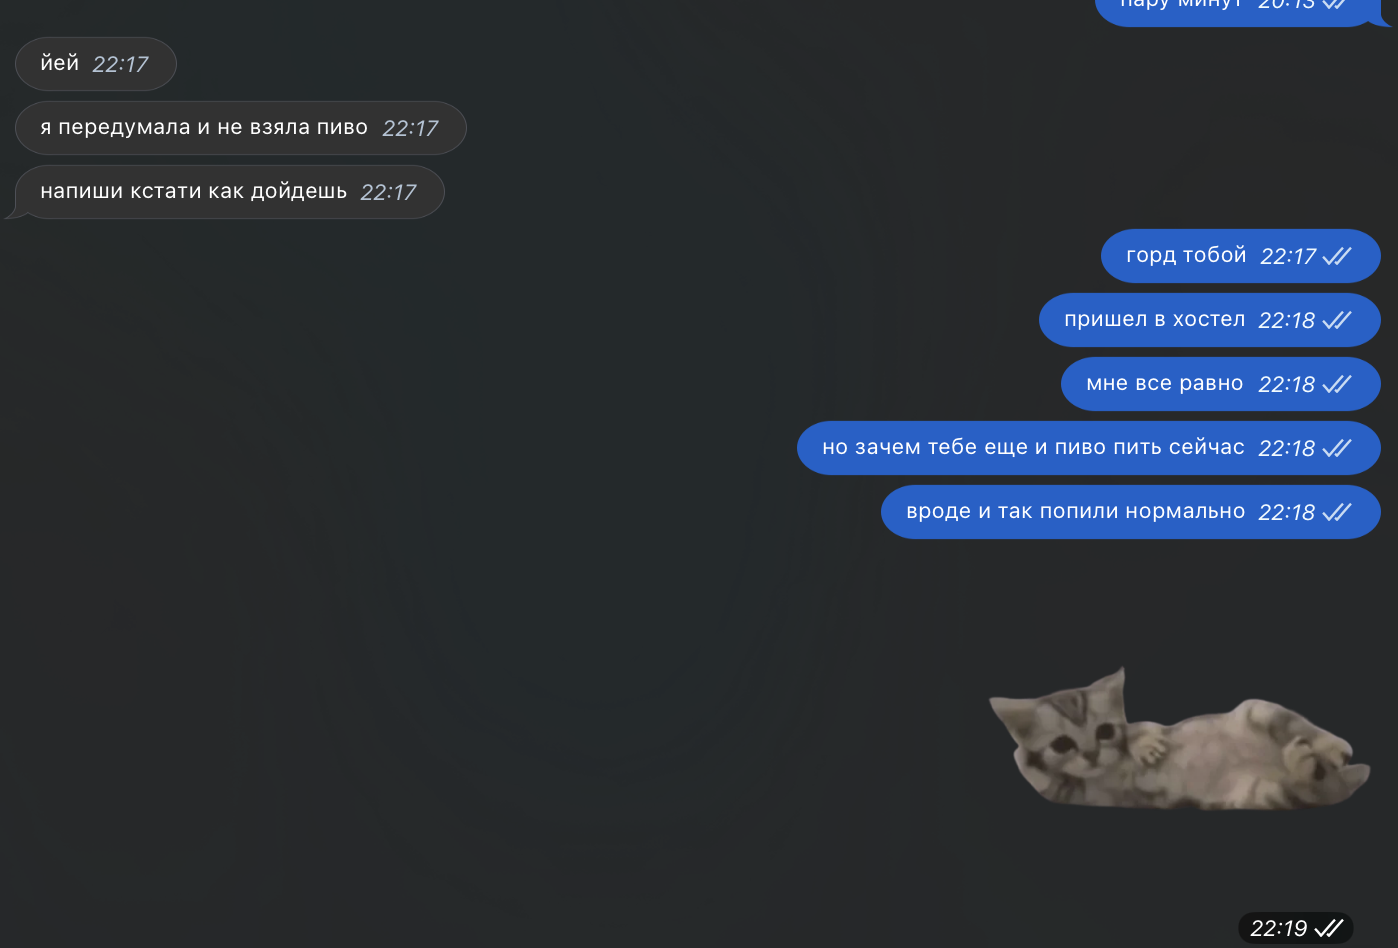 пару минут 20:13
йей 22:17
я передумала и не взяла пиво 22:17
напиши кстати как дойдешь 22:17
горд тобой 22:17
пришел в хостел 22:18
мне все равно 22:18
но зачем тебе еще и пиво пить сейчас 22:18
вроде и так попили нормально 22:18
22:19